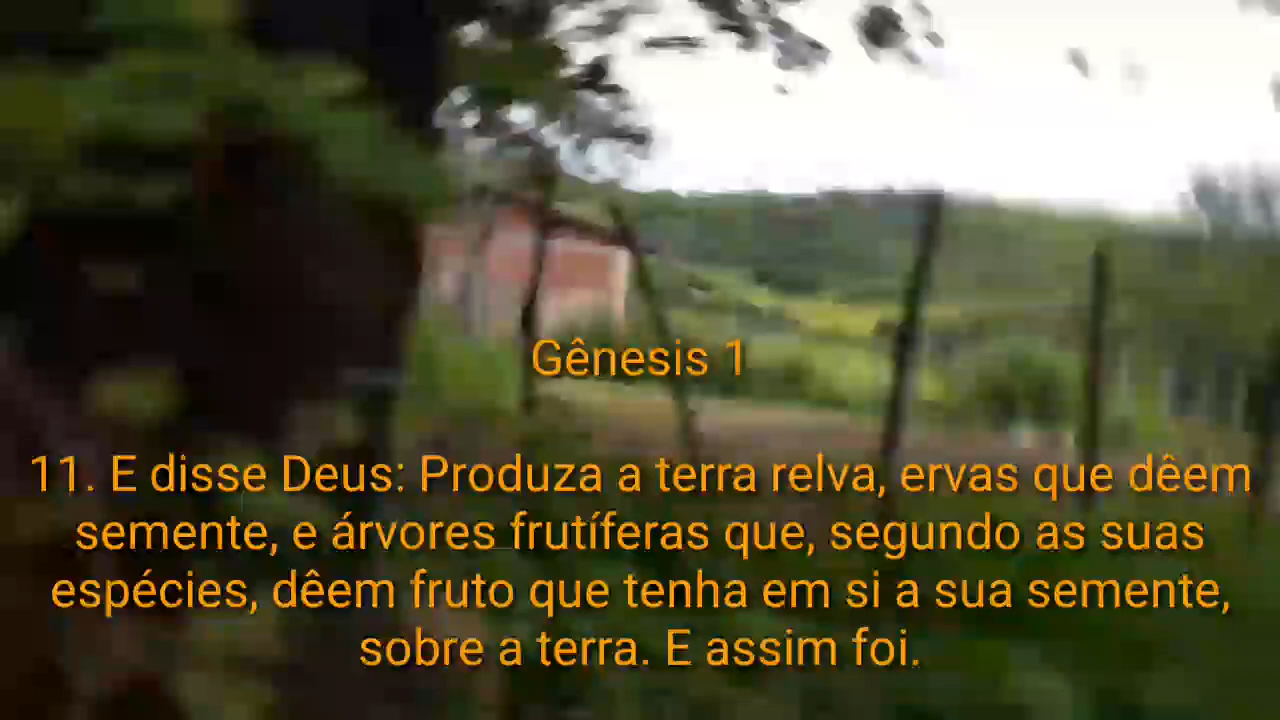 Gênesis 1
11. E disse Deus: Produza a terra relva, ervas que dêem
semente, e árvores frutíferas que, segundo as suas
espécies, dêem fruto que tenha em si a sua semente,
sobre a terra. E assim foi.